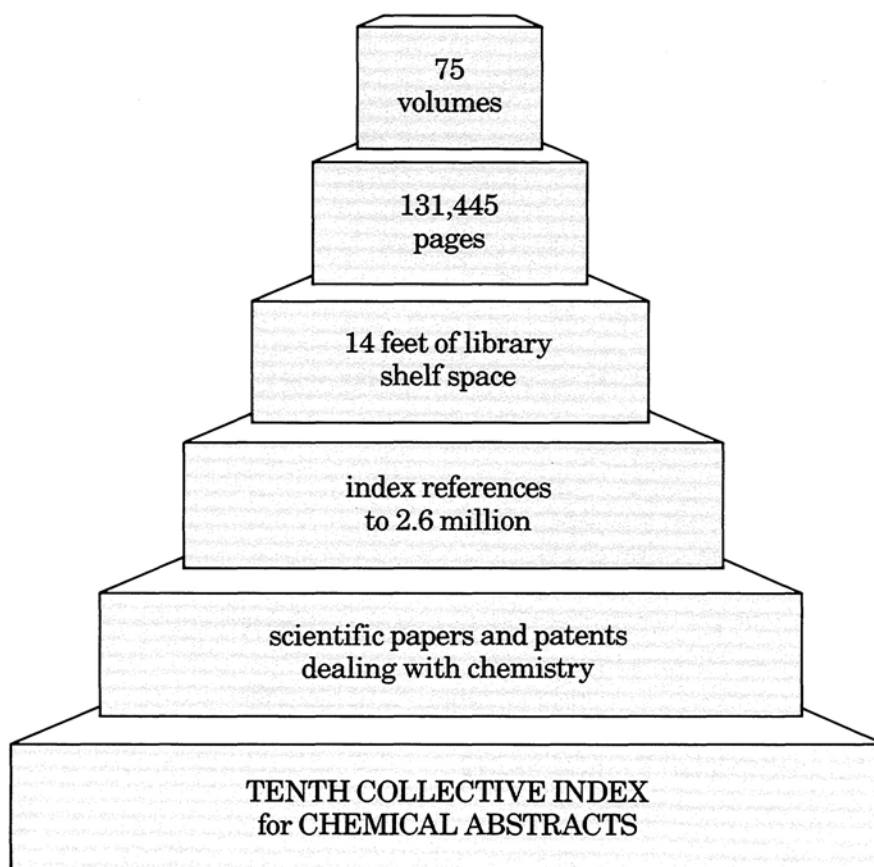 75
volumes
131,445
pages
14 feet of library
shelf space
index references
to 2.6 million
scientific papers and patents
dealing with chemistry
TENTH COLLECTIVE INDEX
for CHEMICAL ABSTRACTS